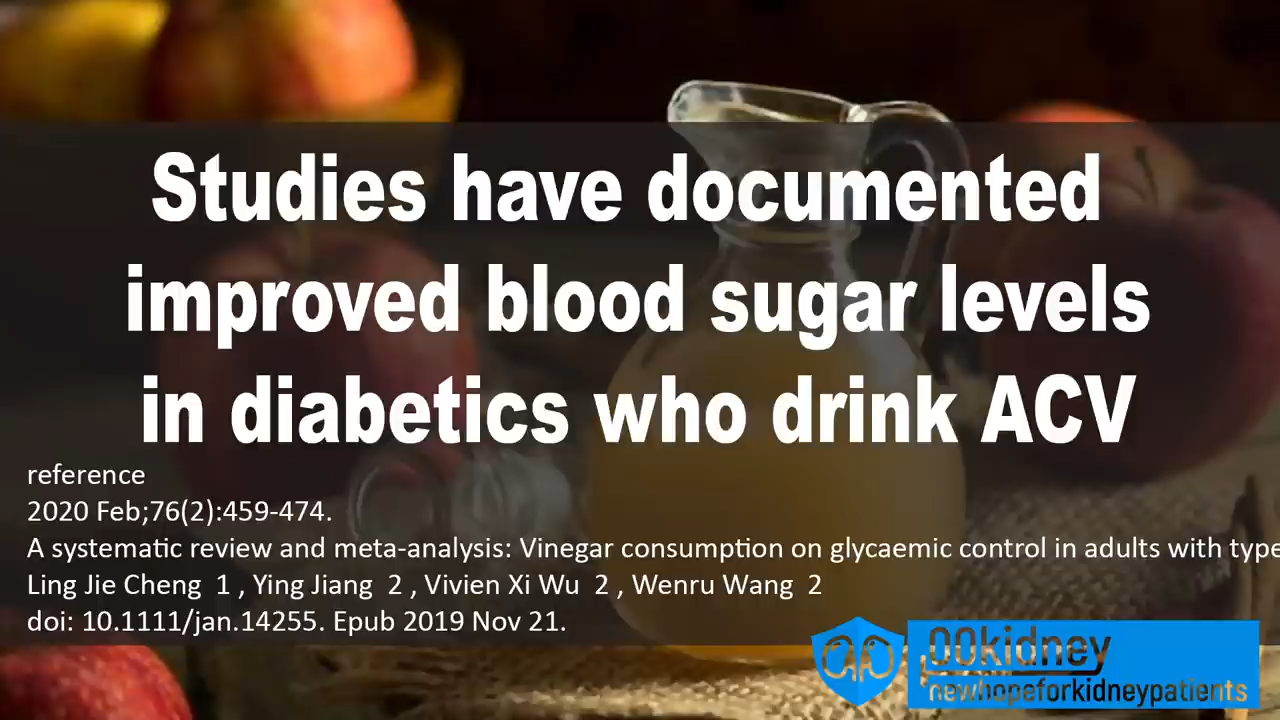 Studies have documented
improved blood sugar levels
in diabetics who drink ACV
reference
2020 Feb;76(2):459-474.
A systematic review and meta-analysis: Vinegar consumption on glycaemic control in adults with type
Ling Jie Cheng 1 , Ying Jiang 2 , Vivien Xi Wu 2 , Wenru Wang 2
doi: 10.1111/jan.14255. Epub 2019 Nov 21.
00kidney
newhopeforkidneypatients